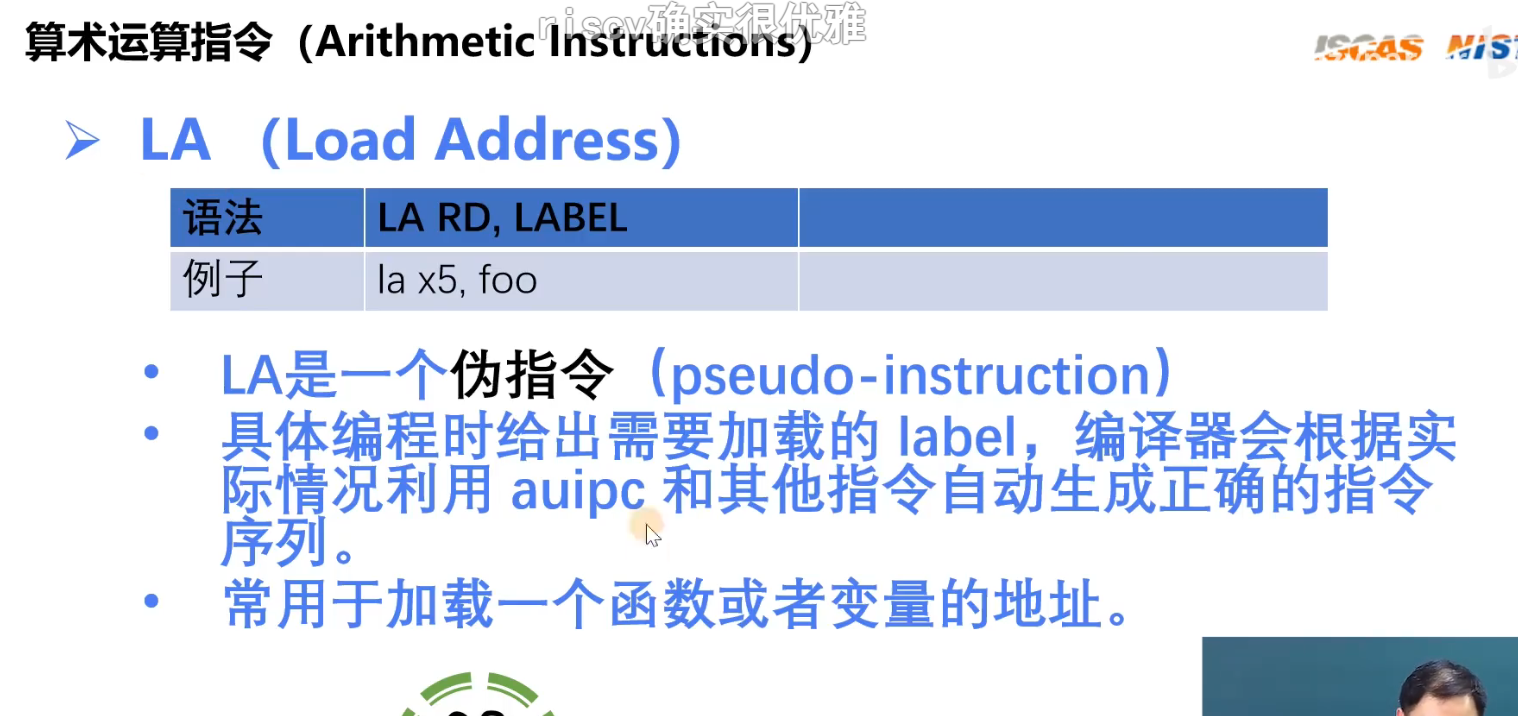 riscv确实很优雅
算术运算指令（Arithmetic Instructions）
ISCAS
LA （Load Address）
语法 LA RD, LABEL
例子 la x5, foo
• LA是一个伪指令（pseudo-instruction）
• 具体编程时给出需要加载的 label，编译器会根据实
际情况利用 auipc 和其他指令自动生成正确的指令
序列。
• 常用于加载一个函数或者变量的地址。